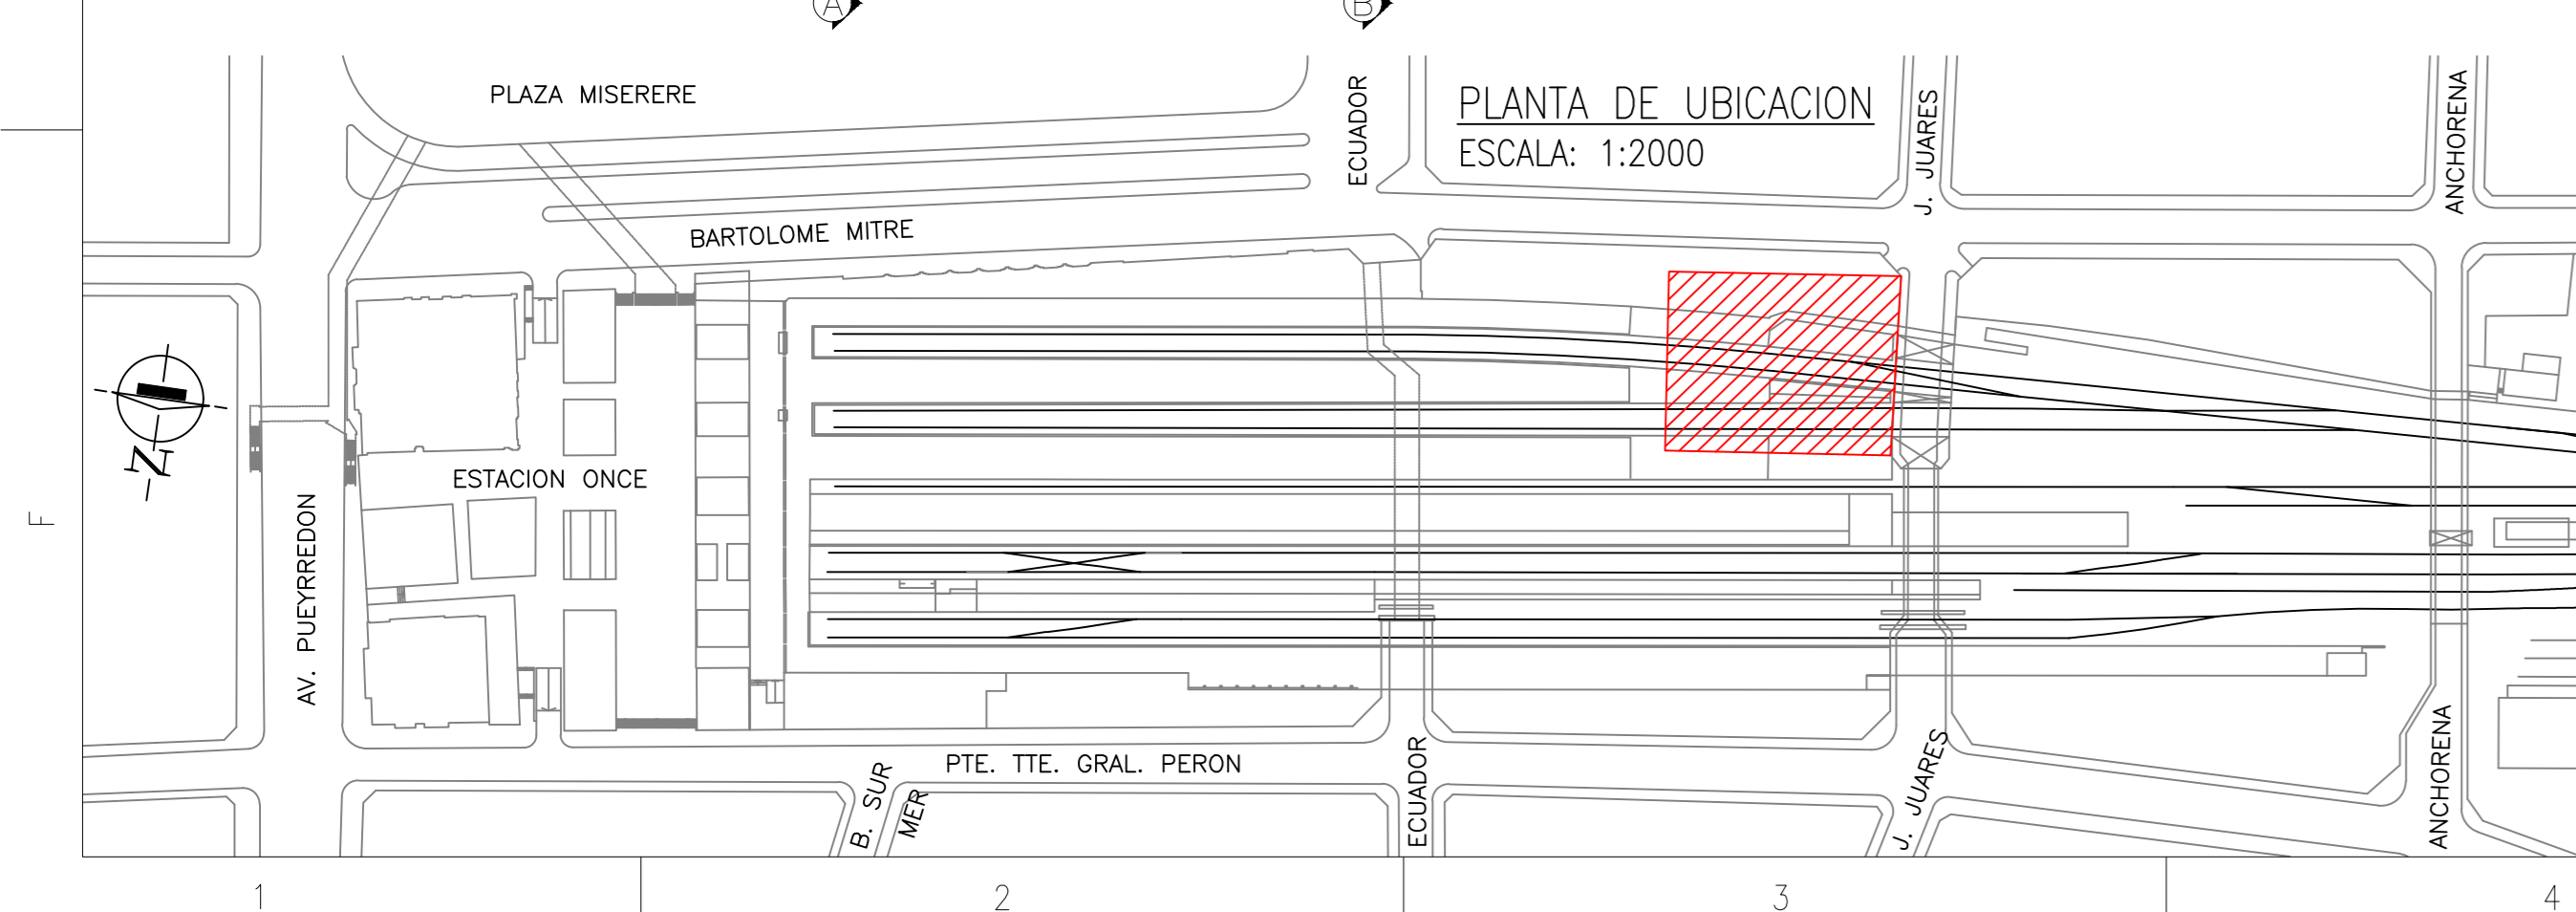 A
B
PLAZA MISERERE
ECUADOR
PLANTA DE UBICACION
ESCALA: 1:2000
J. JUARES
ANCHORENA
BARTOLOME MITRE
N
ESTACION ONCE
AV. PUEYRREDON
F
PTE. TTE. GRAL. PERON
B. SUR
MER
ECUADOR
J. JUARES
ANCHORENA
1
2
3
4